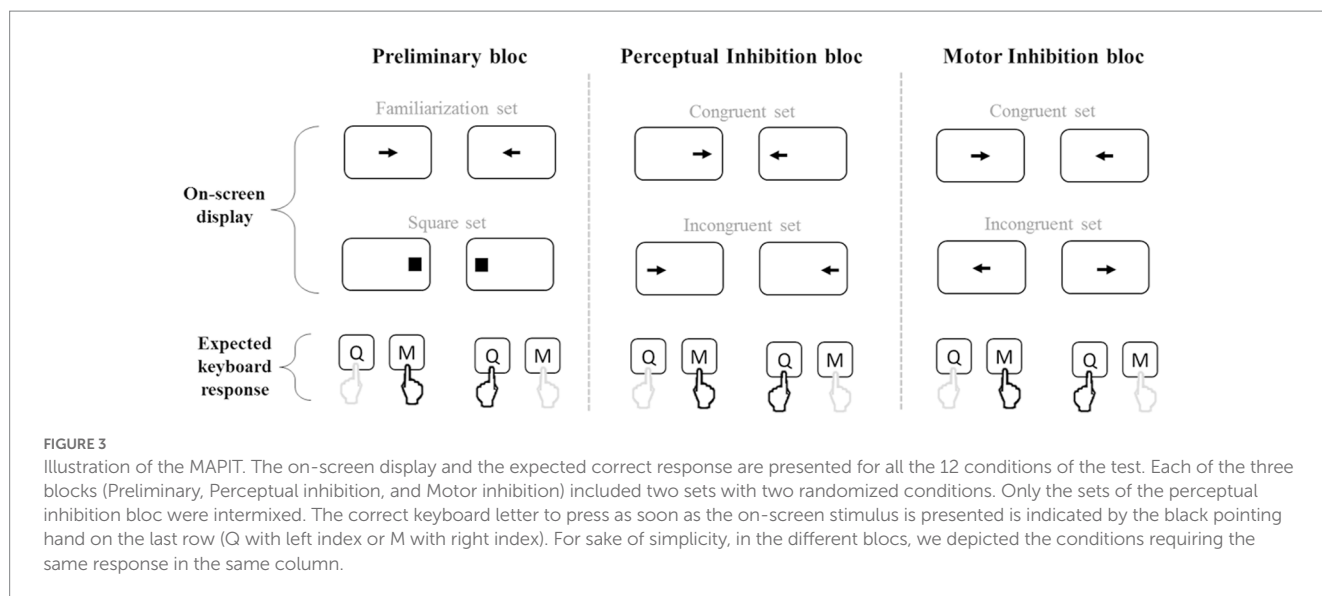 Preliminary bloc
Perceptual Inhibition bloc
Motor Inhibition bloc
Familiarization set
Congruent set
Congruent set
On-screen
display
Square set
Incongruent set
Incongruent set
Expected
keyboard
response
Q M Q M Q M Q M Q M Q M
FIGURE 3
Illustration of the MAPIT. The on-screen display and the expected correct response are presented for all the 12 conditions of the test. Each of the three
blocks (Preliminary, Perceptual inhibition, and Motor inhibition) included two sets with two randomized conditions. Only the sets of the perceptual
inhibition bloc were intermixed. The correct keyboard letter to press as soon as the on-screen stimulus is presented is indicated by the black pointing
hand on the last row (Q with left index or M with right index). For sake of simplicity, in the different blocs, we depicted the conditions requiring the
same response in the same column.